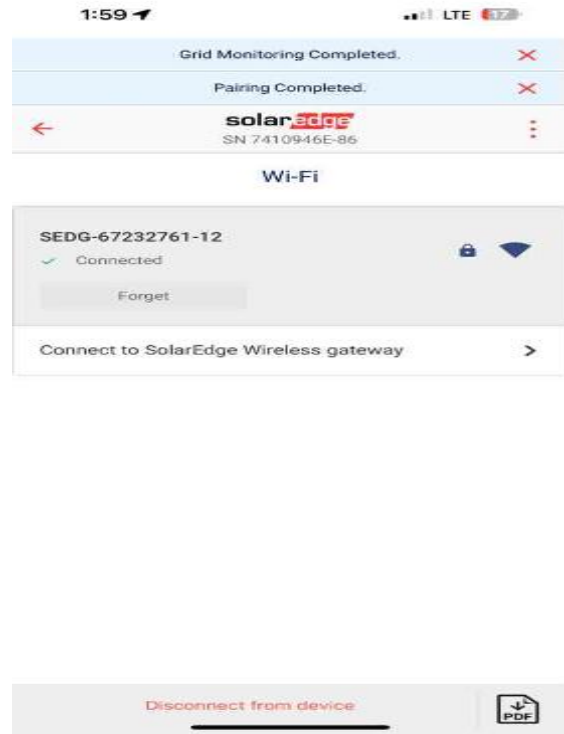 1:59 LTE 17
Grid Monitoring Completed.
Pairing Completed.
solaredge
SN 7410946E-86
Wi-Fi
SEDG-67232761-12
Connected
Forget
Connect to SolarEdge Wireless gateway
Disconnect from device
PDF